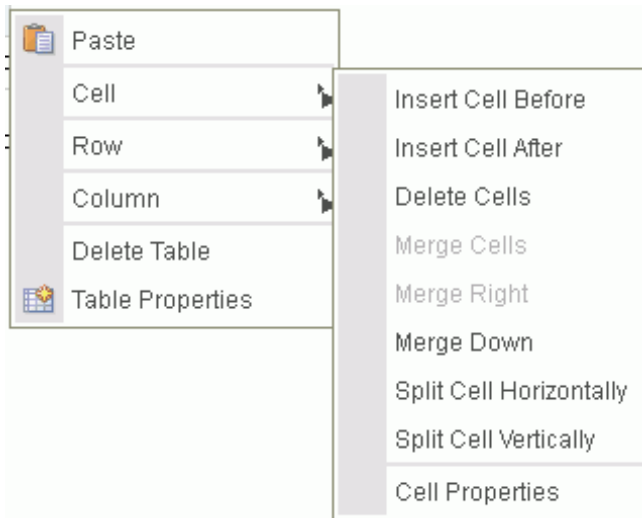 Paste
Cell
Row
Column
Delete Table
Table Properties
Insert Cell Before
Insert Cell After
Delete Cells
Merge Cells
Merge Right
Merge Down
Split Cell Horizontally
Split Cell Vertically
Cell Properties